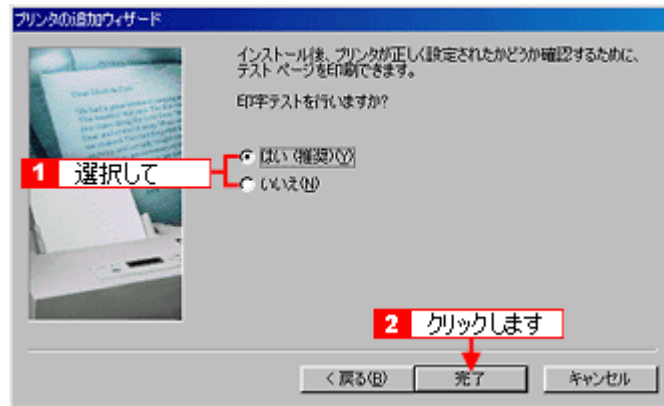 プリンタの追加ウィザード
インストール後、プリンタが正しく設定されたかどうか確認するために、
テスト ページを印刷できます。
印字テストを行いますか?
はい (推奨)(Y)
1 選択して
いいえ(N)
2 クリックします
< 戻る(B) 完了 キャンセル